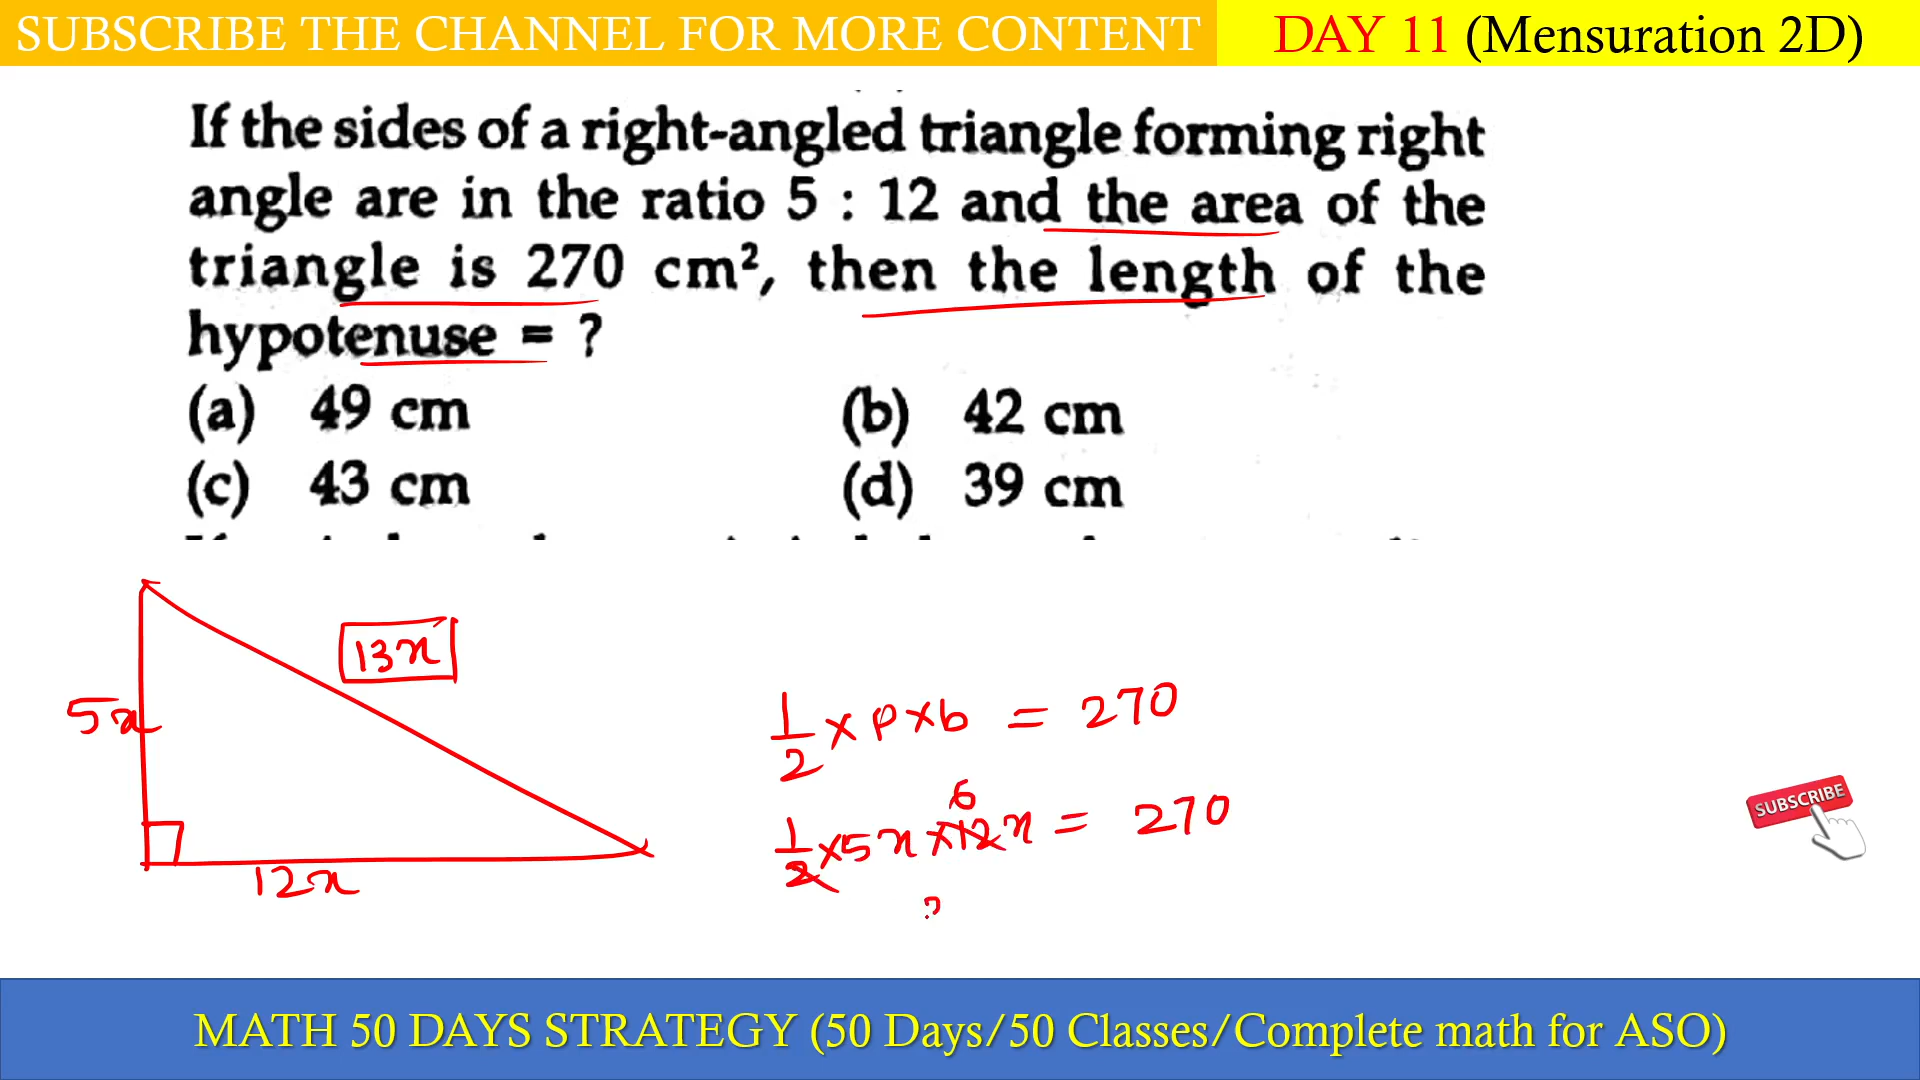 SUBSCRIBE THE CHANNEL FOR MORE CONTENT
DAY 11 (Mensuration 2D)
If the sides of a right-angled triangle forming right
angle are in the ratio 5 : 12 and the area of the
triangle is 270 cm², then the length of the
hypotenuse = ?
(a) 49 cm (b) 42 cm
(c) 43 cm (d) 39 cm
13x
5x
12x
1/2 × p × b = 270
6
1/2 × 5x × 12x = 270
SUBSCRIBE
MATH 50 DAYS STRATEGY (50 Days/50 Classes/Complete math for ASO)